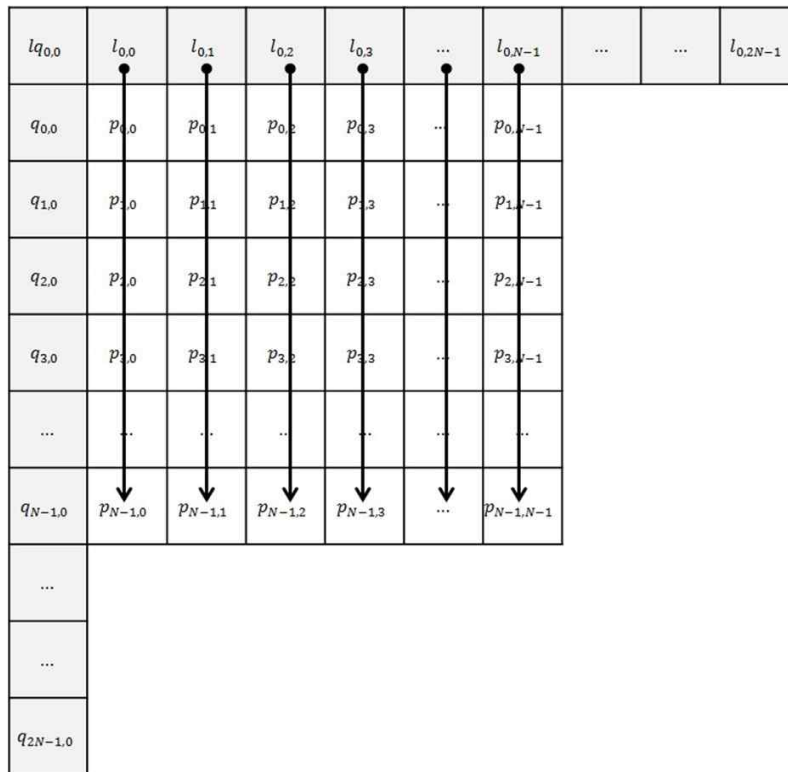 lq₀,₀ l₀,₀ l₀,₁ l₀,₂ l₀,₃ ... l₀,N−1 ... ... l₀,2N−1
q₀,₀ p₀,₀ p₀,₁ p₀,₂ p₀,₃ ... p₀,N−1
q₁,₀ p₁,₀ p₁,₁ p₁,₂ p₁,₃ ... p₁,N−1
q₂,₀ p₂,₀ p₂,₁ p₂,₂ p₂,₃ ... p₂,N−1
q₃,₀ p₃,₀ p₃,₁ p₃,₂ p₃,₃ ... p₃,N−1
... ... ... ... ... ... ...
qN−1,₀ pN−1,₀ pN−1,₁ pN−1,₂ pN−1,₃ ... pN−1,N−1
...
...
q₂N−1,₀